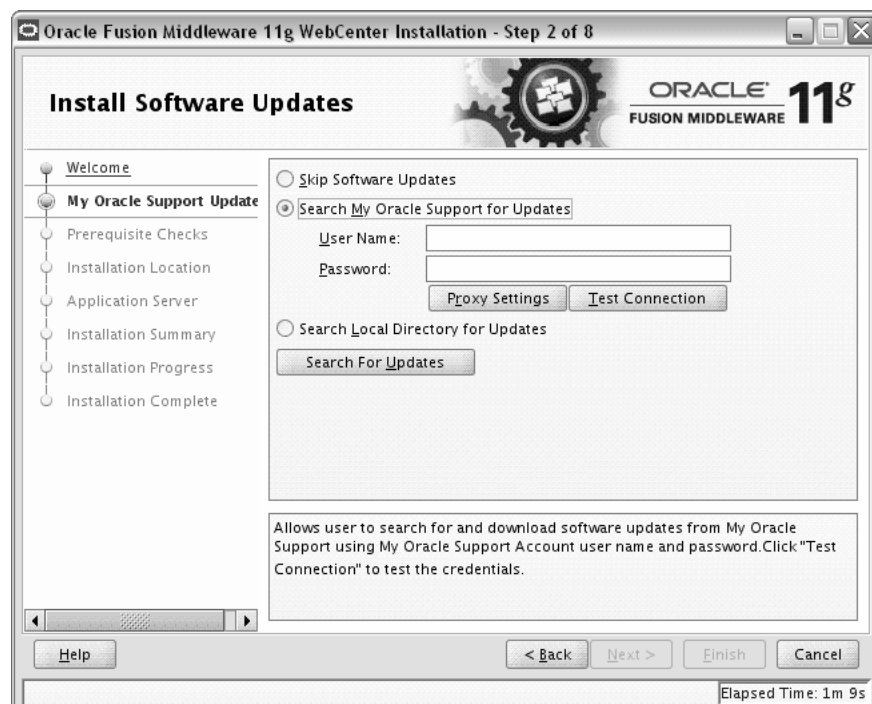 Oracle Fusion Middleware 11g WebCenter Installation - Step 2 of 8
Install Software Updates
ORACLE
FUSION MIDDLEWARE
11g
Welcome
My Oracle Support Update
Prerequisite Checks
Installation Location
Application Server
Installation Summary
Installation Progress
Installation Complete
Skip Software Updates
Search My Oracle Support for Updates
User Name:
Password:
Proxy Settings
Test Connection
Search Local Directory for Updates
Search For Updates
Allows user to search for and download software updates from My Oracle
Support using My Oracle Support Account user name and password.Click "Test
Connection" to test the credentials.
Help
< Back
Next >
Finish
Cancel
Elapsed Time: 1m 9s